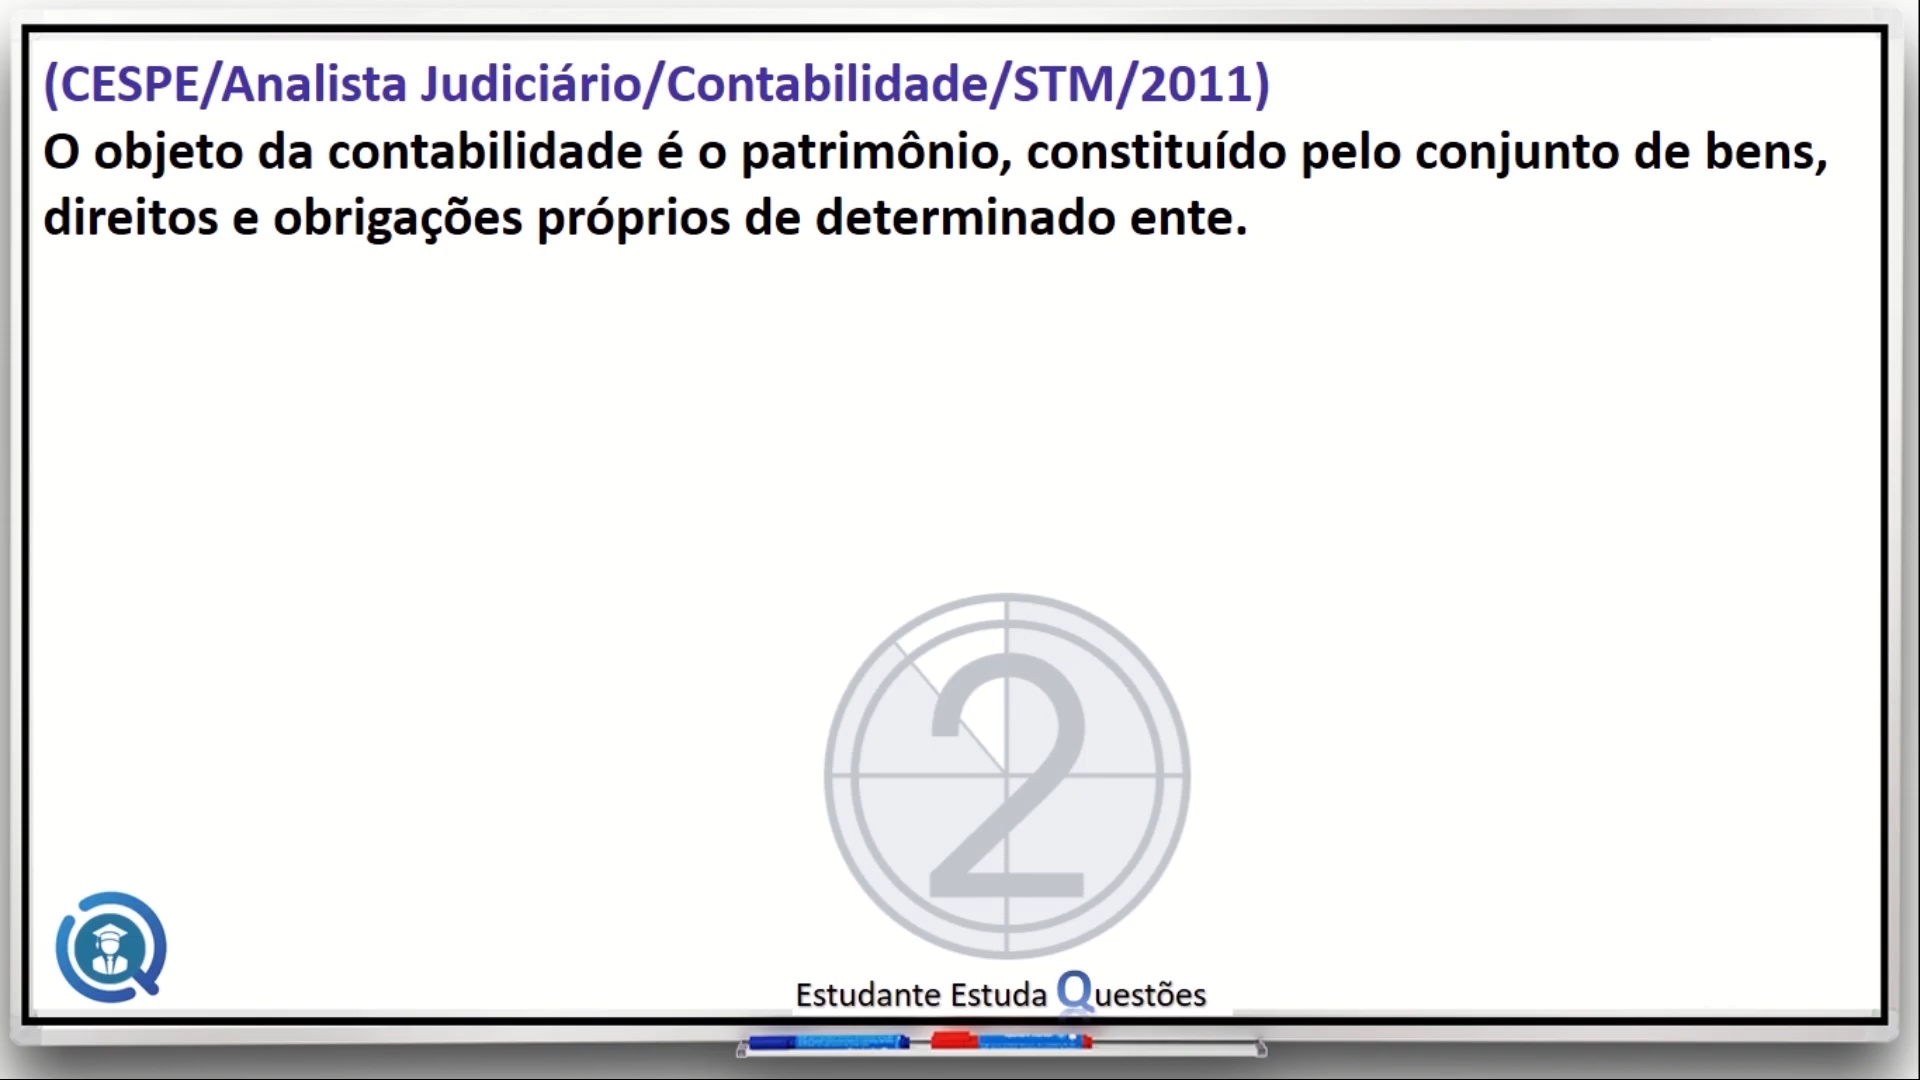 (CESPE/Analista Judiciário/Contabilidade/STM/2011)
O objeto da contabilidade é o patrimônio, constituído pelo conjunto de bens,
direitos e obrigações próprios de determinado ente.
2
Estudante Estuda Questões